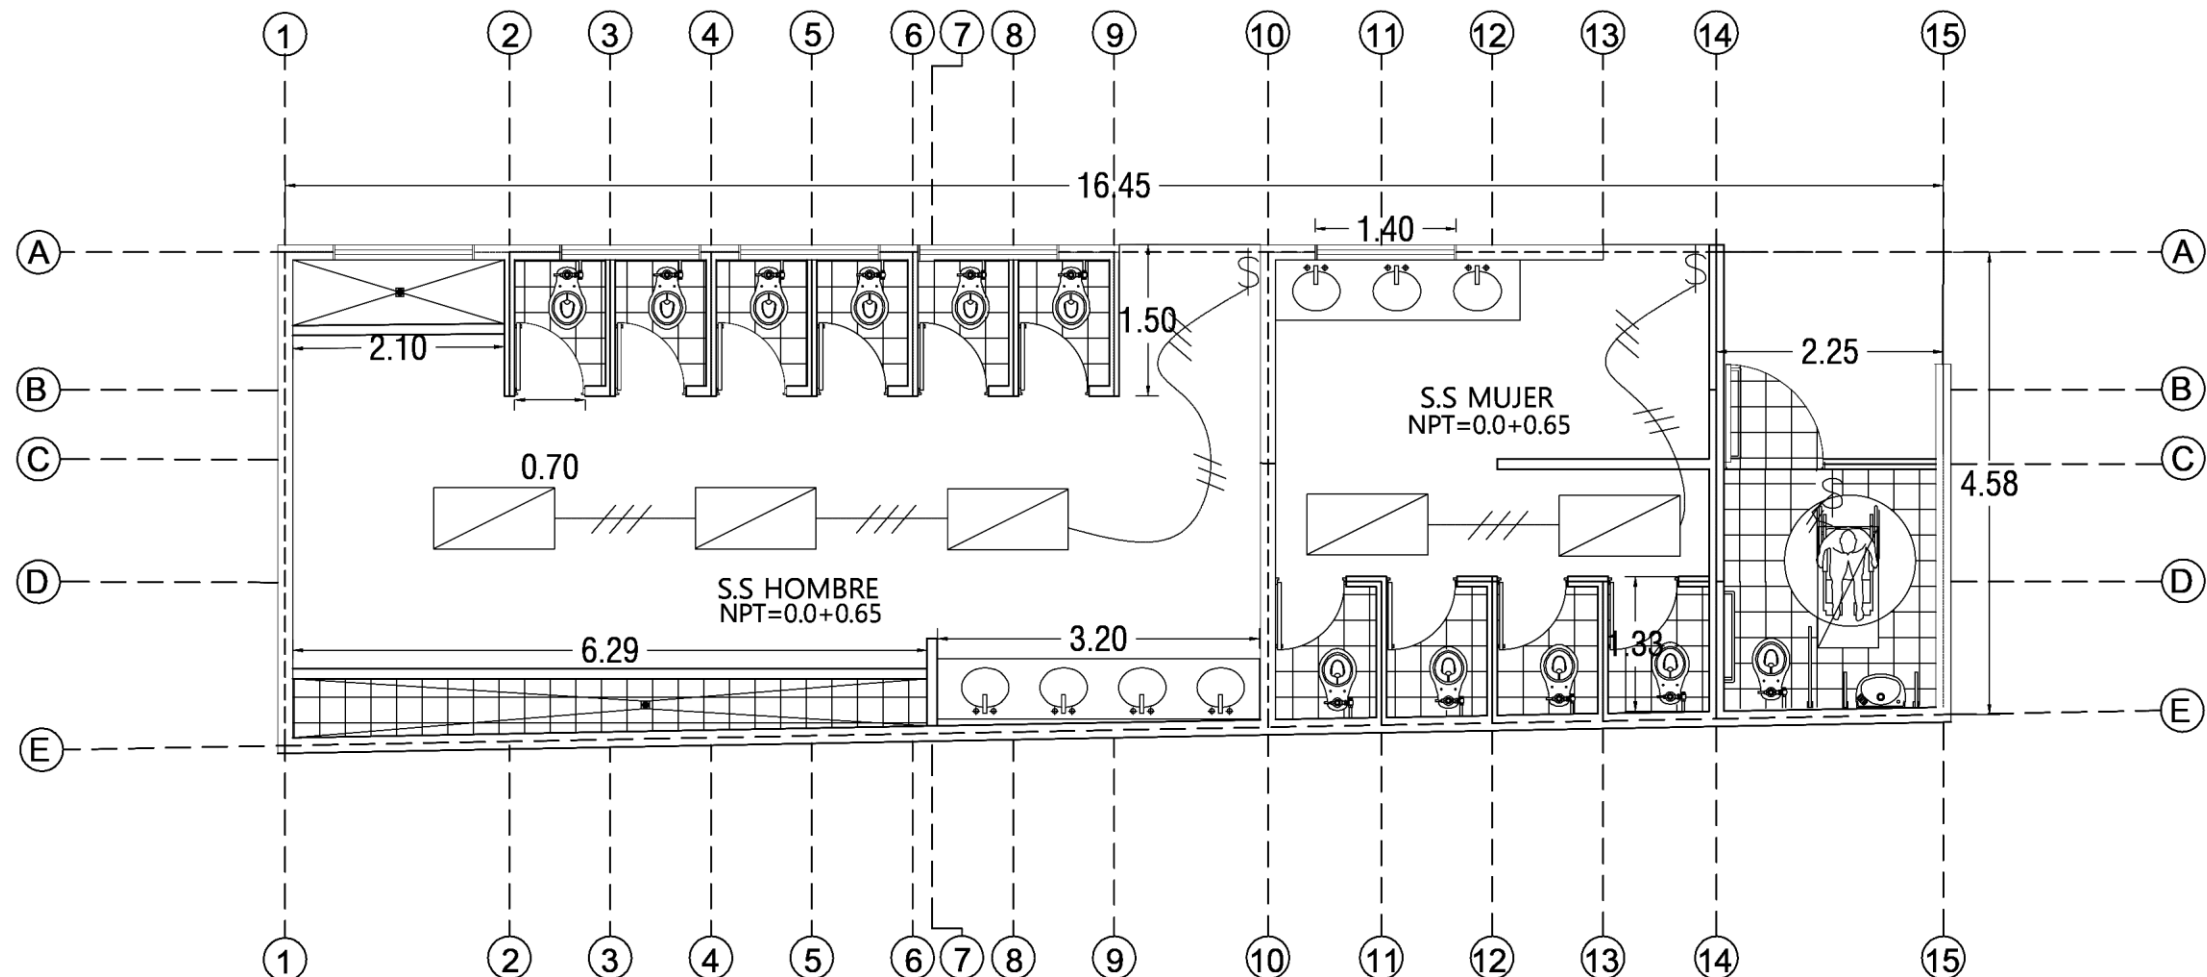 1 2 3 4 5 6 7 8 9 10 11 12 13 14 15
16.45
A 1.40 A
S S
1.50
2.10 2.25
B S.S MUJER B
NPT=0.0+0.65
C 0.70 C
4.58
S
D S.S HOMBRE D
NPT=0.0+0.65
6.29 3.20 1.33
E E
1 2 3 4 5 6 7 8 9 10 11 12 13 14 15